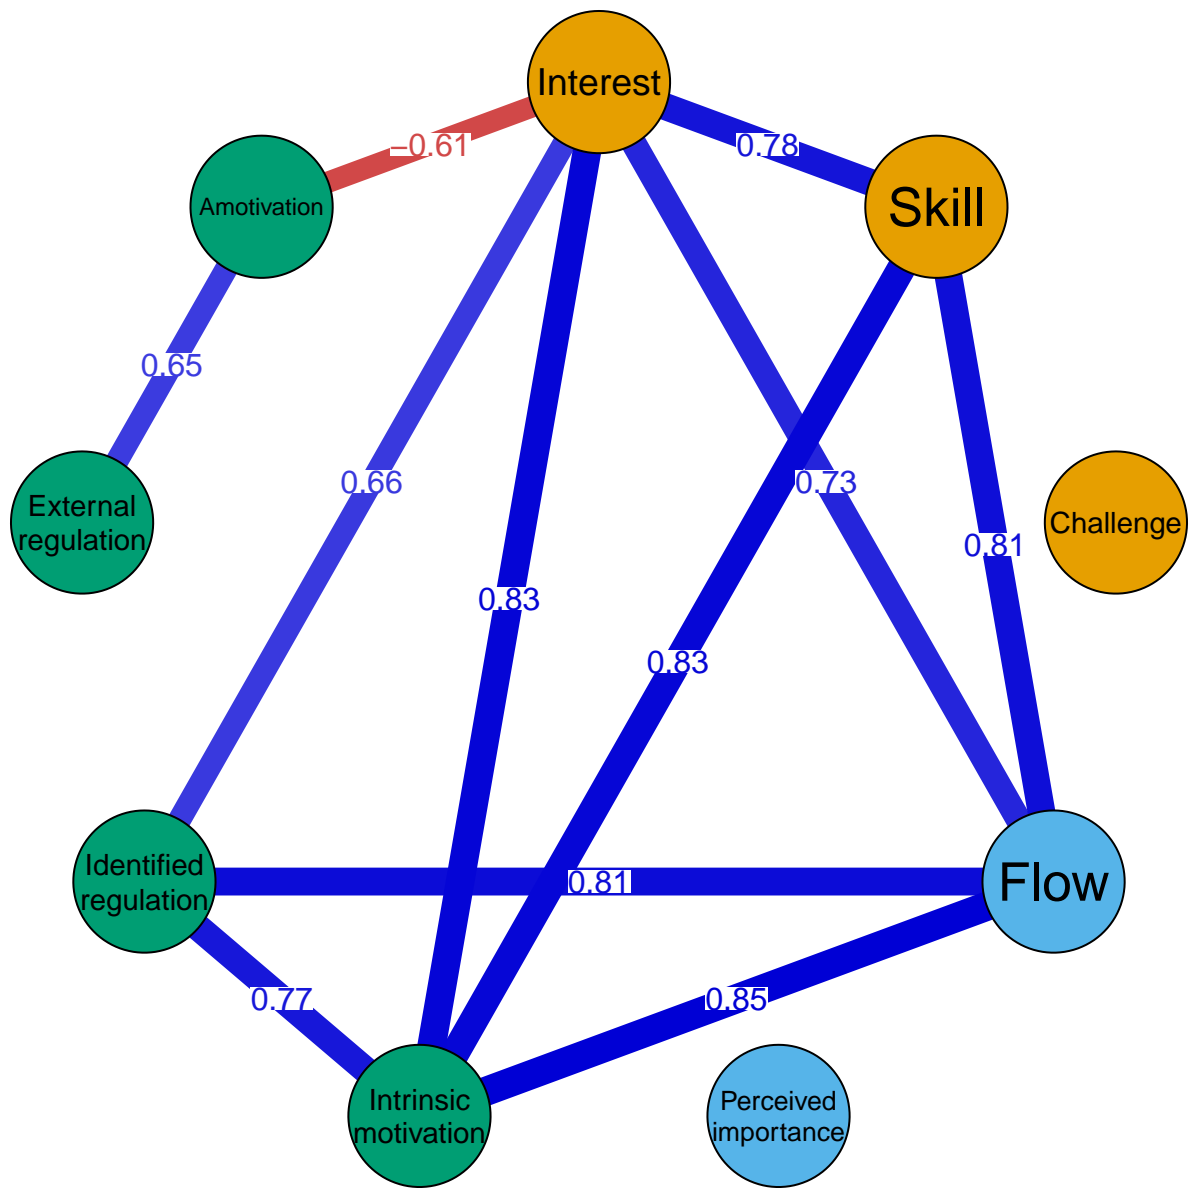 Interest
−0.61
0.78
Amotivation
Skill
0.65
0.66
0.73
External
regulation
Challenge
0.81
0.83
0.83
Identified
regulation
0.81
Flow
0.77
0.85
Intrinsic
motivation
Perceived
importance